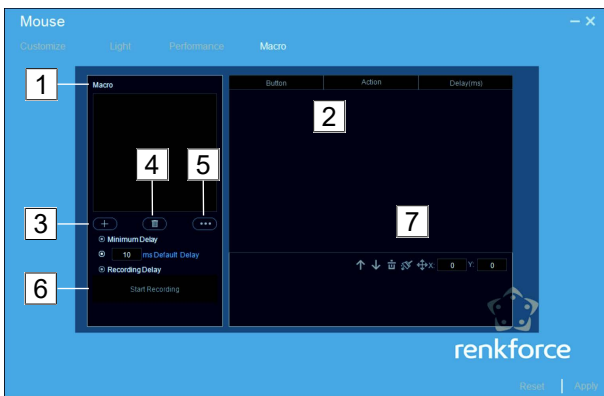 Mouse
Customize Light Performance Macro
1 Macro
Button Action Delay(ms)
2
4 5
3
7
Minimum Delay
10 ms Default Delay
X: 0 Y: 0
Recording Delay
6 Start Recording
renkforce
Reset Apply